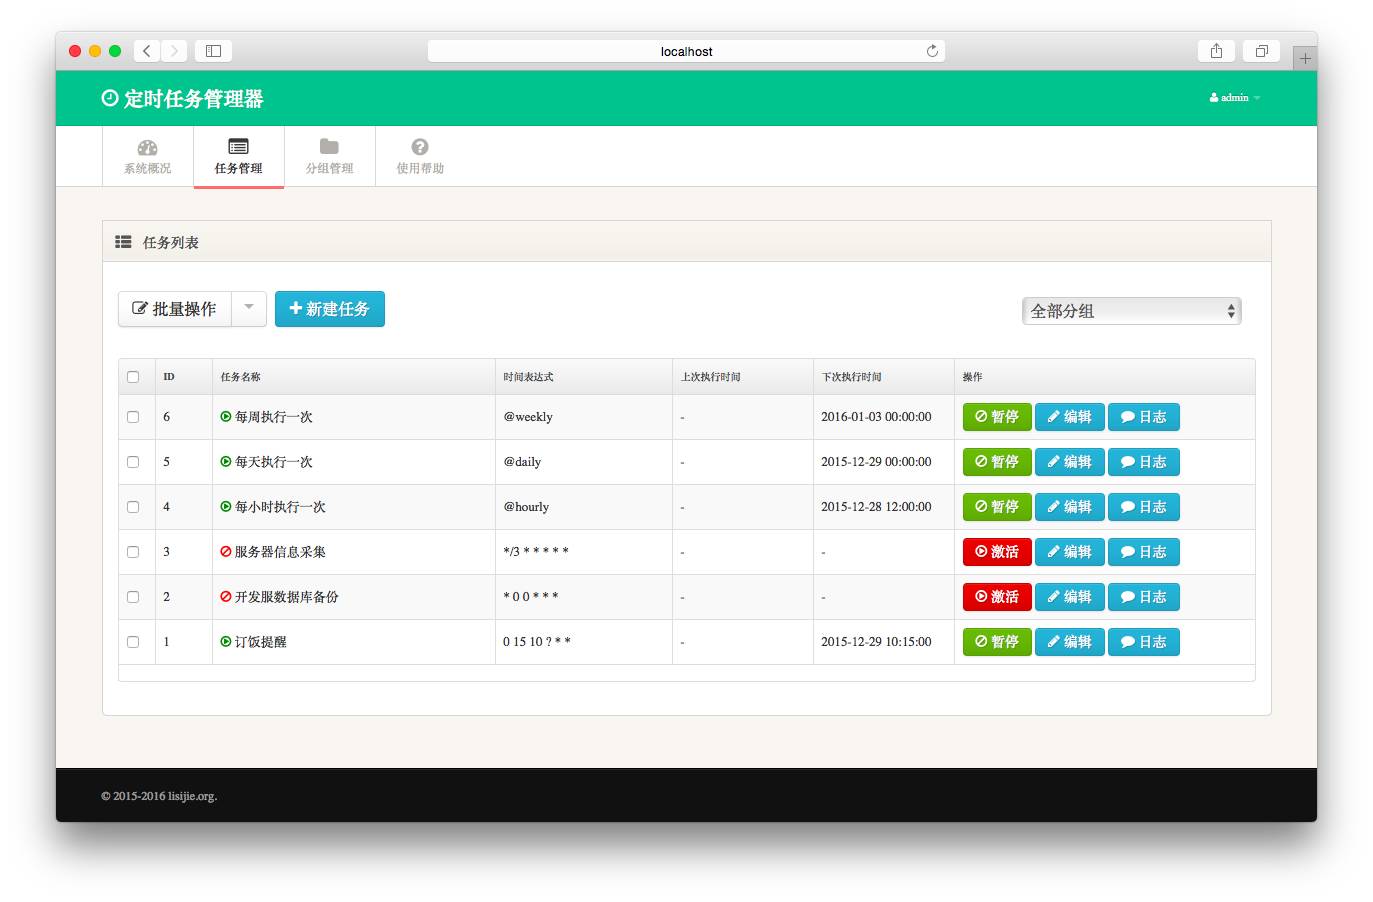 localhost
定时任务管理器 admin
系统概况 任务管理 分组管理 使用帮助
任务列表
批量操作 新建任务 全部分组
ID 任务名称 时间表达式 上次执行时间 下次执行时间 操作
6 每周执行一次 @weekly - 2016-01-03 00:00:00 暂停 编辑 日志
5 每天执行一次 @daily - 2015-12-29 00:00:00 暂停 编辑 日志
4 每小时执行一次 @hourly - 2015-12-28 12:00:00 暂停 编辑 日志
3 服务器信息采集 */3 * * * * * - - 激活 编辑 日志
2 开发服数据库备份 * 0 0 * * * - - 激活 编辑 日志
1 订饭提醒 0 15 10 ? * * - 2015-12-29 10:15:00 暂停 编辑 日志
© 2015-2016 lisijie.org.